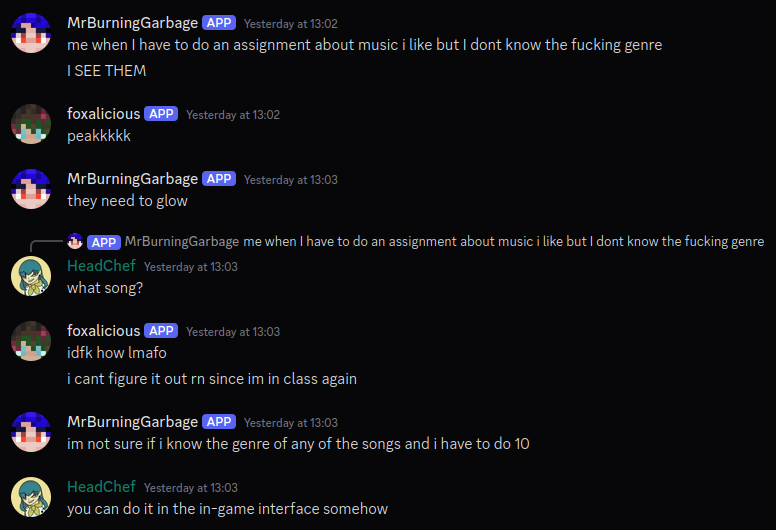 MrBurningGarbage APP Yesterday at 13:02
me when I have to do an assignment about music i like but I dont know the fucking genre
I SEE THEM
foxalicious APP Yesterday at 13:02
peakkkkk
MrBurningGarbage APP Yesterday at 13:03
they need to glow
APP MrBurningGarbage me when I have to do an assignment about music i like but I dont know the fucking genre
HeadChef Yesterday at 13:03
what song?
foxalicious APP Yesterday at 13:03
idfk how lmafo
i cant figure it out rn since im in class again
MrBurningGarbage APP Yesterday at 13:03
im not sure if i know the genre of any of the songs and i have to do 10
HeadChef Yesterday at 13:03
you can do it in the in-game interface somehow